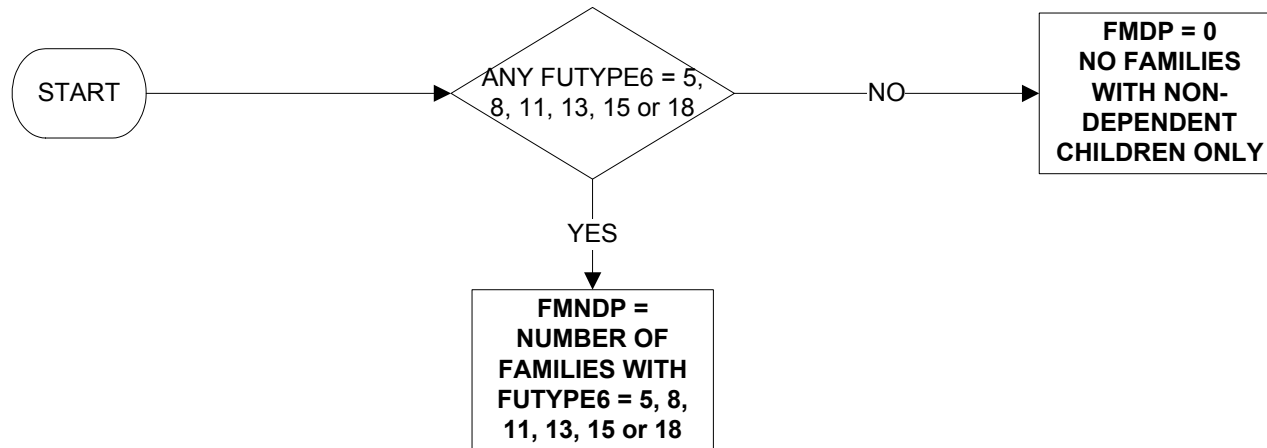 START
ANY FUTYPE6 = 5,
8, 11, 13, 15 or 18
NO
FMDP = 0
NO FAMILIES
WITH NON-
DEPENDENT
CHILDREN ONLY
YES
FMNDP =
NUMBER OF
FAMILIES WITH
FUTYPE6 = 5, 8,
11, 13, 15 or 18